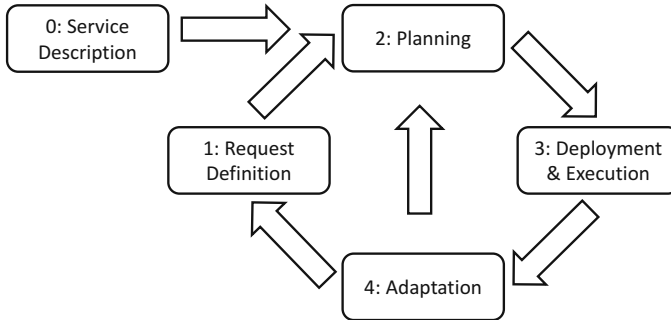 0: Service
Description
2: Planning
1: Request
Definition
3: Deployment
& Execution
4: Adaptation